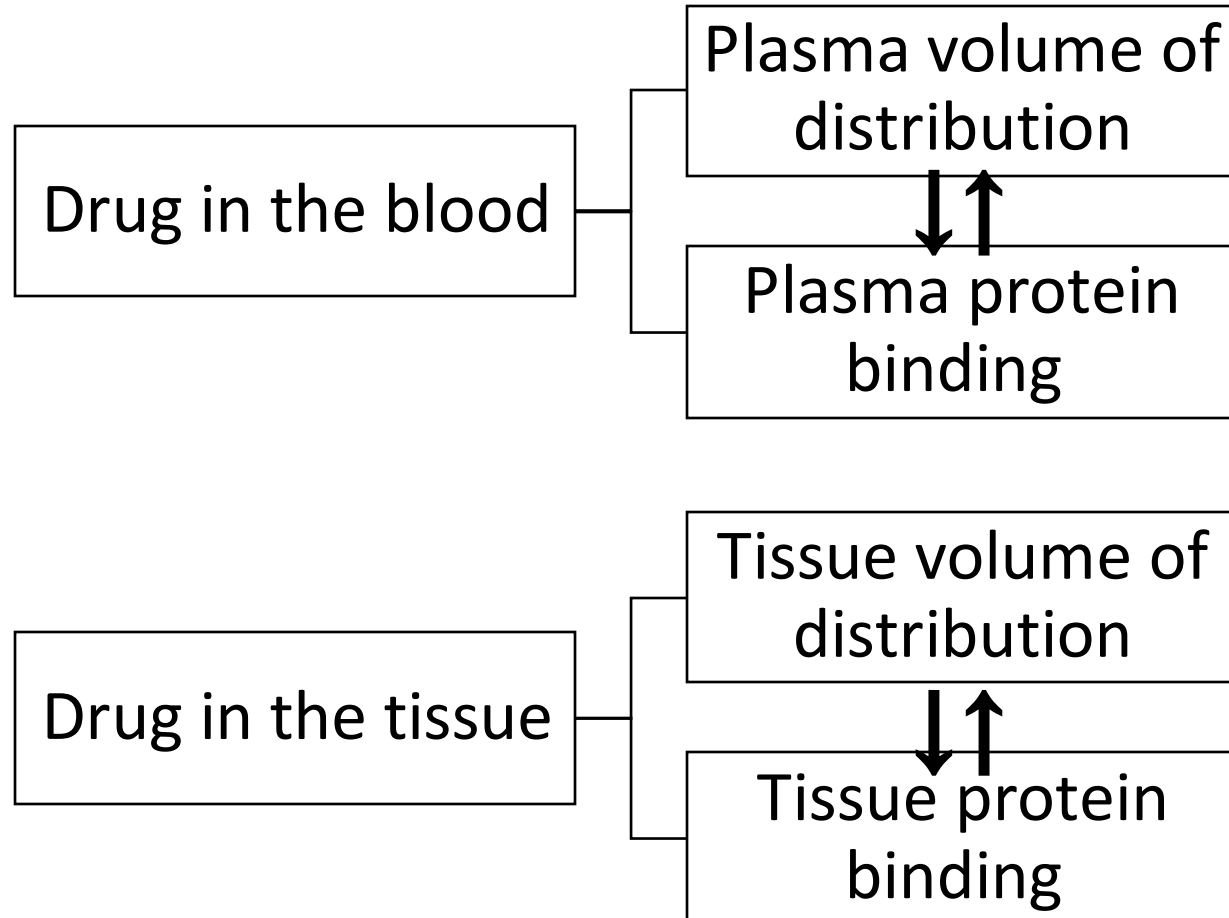 Drug in the blood
Plasma volume of
distribution
Plasma protein
binding
Drug in the tissue
Tissue volume of
distribution
Tissue protein
binding